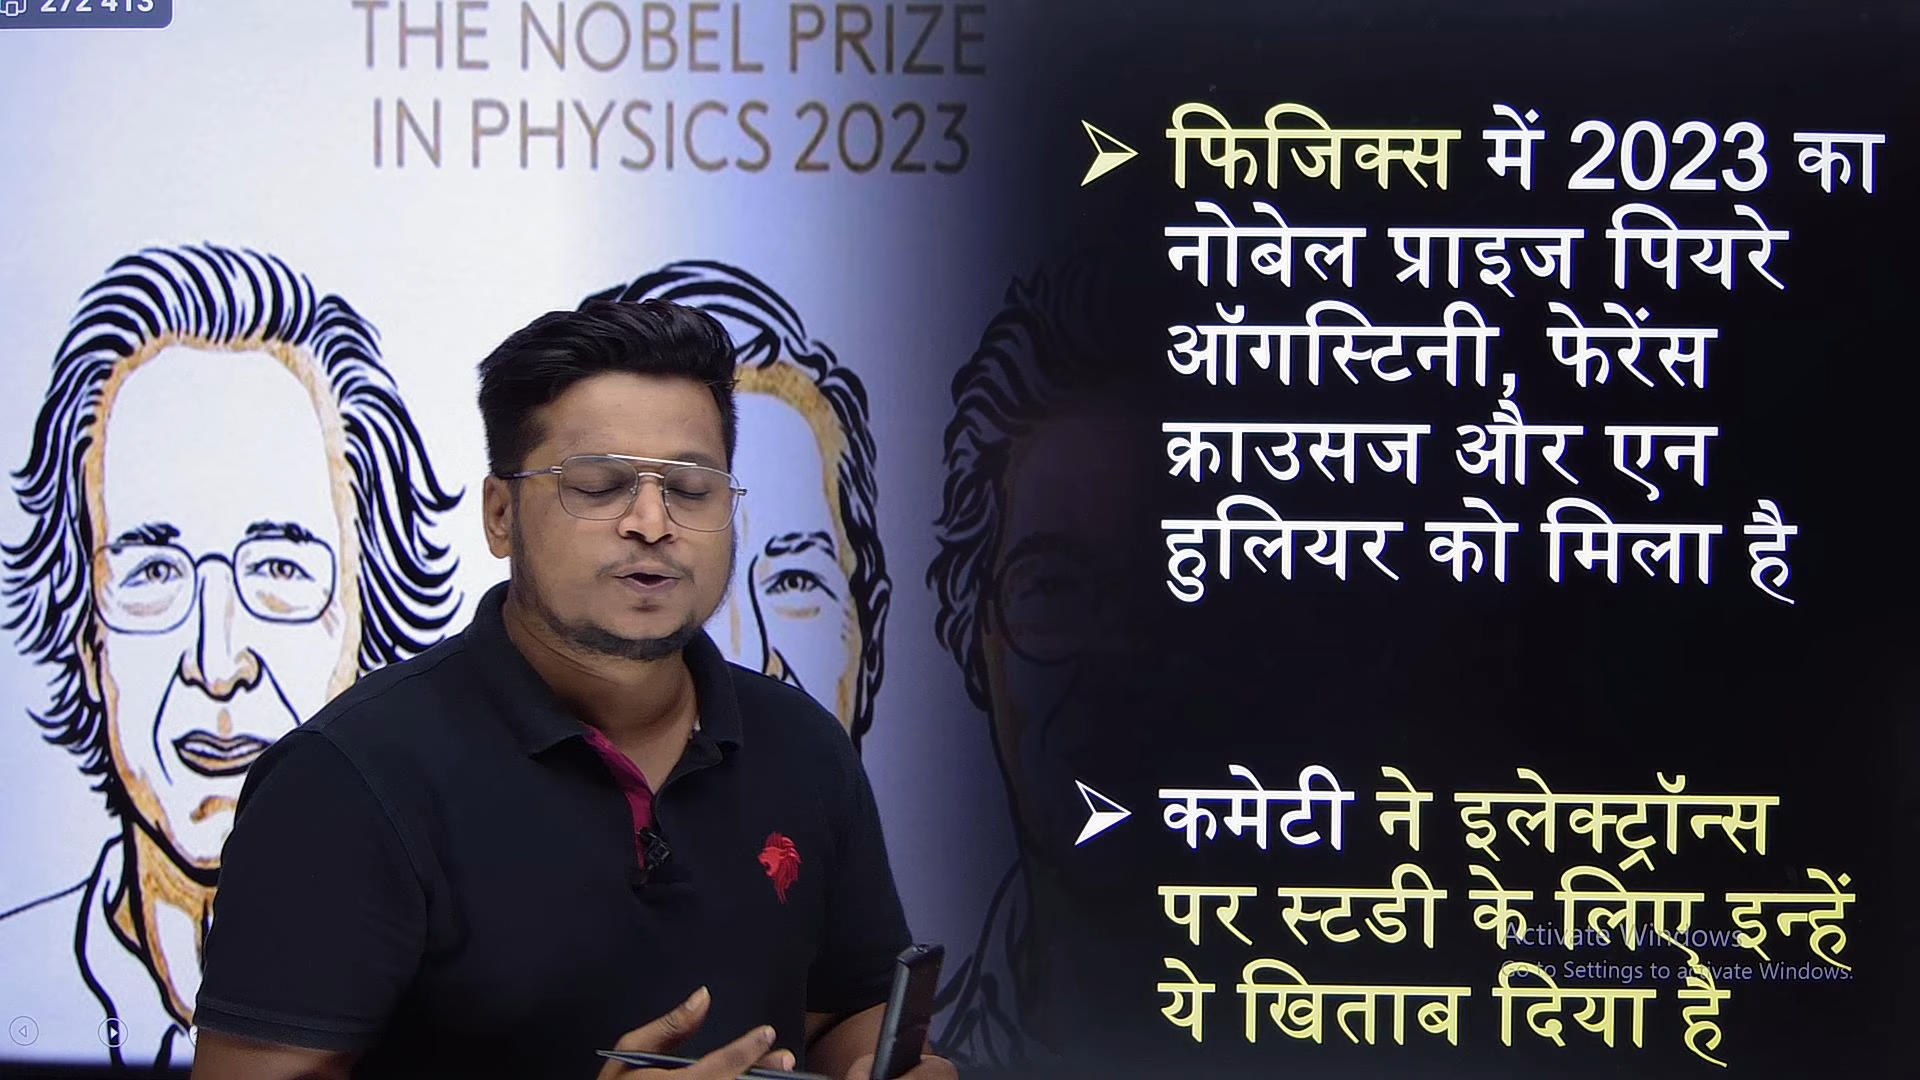 272 413
THE NOBEL PRIZE
IN PHYSICS 2023
फिजिक्स में 2023 का
नोबेल प्राइज पियरे
ऑगस्टिनी, फेरेंस
क्राउसज और एन
हुलियर को मिला है
कमेटी ने इलेक्ट्रॉन्स
पर स्टडी के लिए इन्हें
ये खिताब दिया है
Activate Windows
Go to Settings to activate Windows.